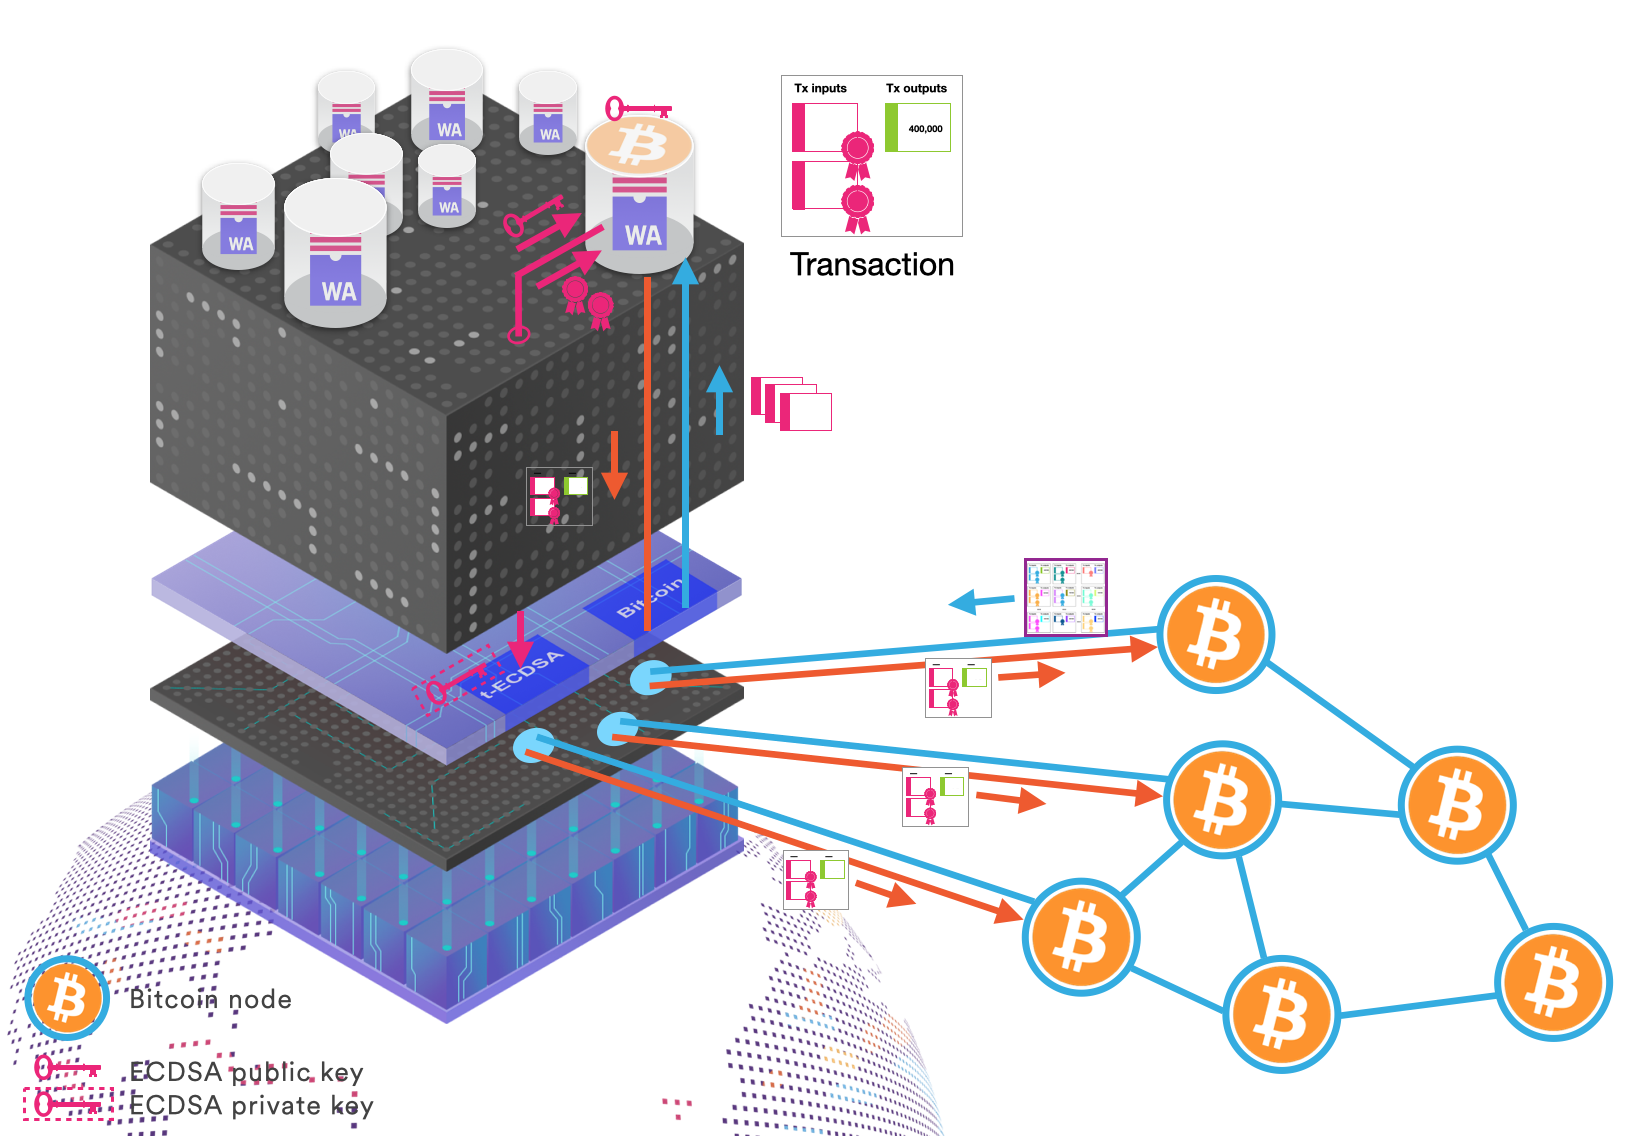 WA
WA
WA
WA
WA
WA
WA
WA
Tx inputs
Tx outputs
400,000
Transaction
Bitcoin
t-ECDSA
Bitcoin node
ECDSA public key
ECDSA private key